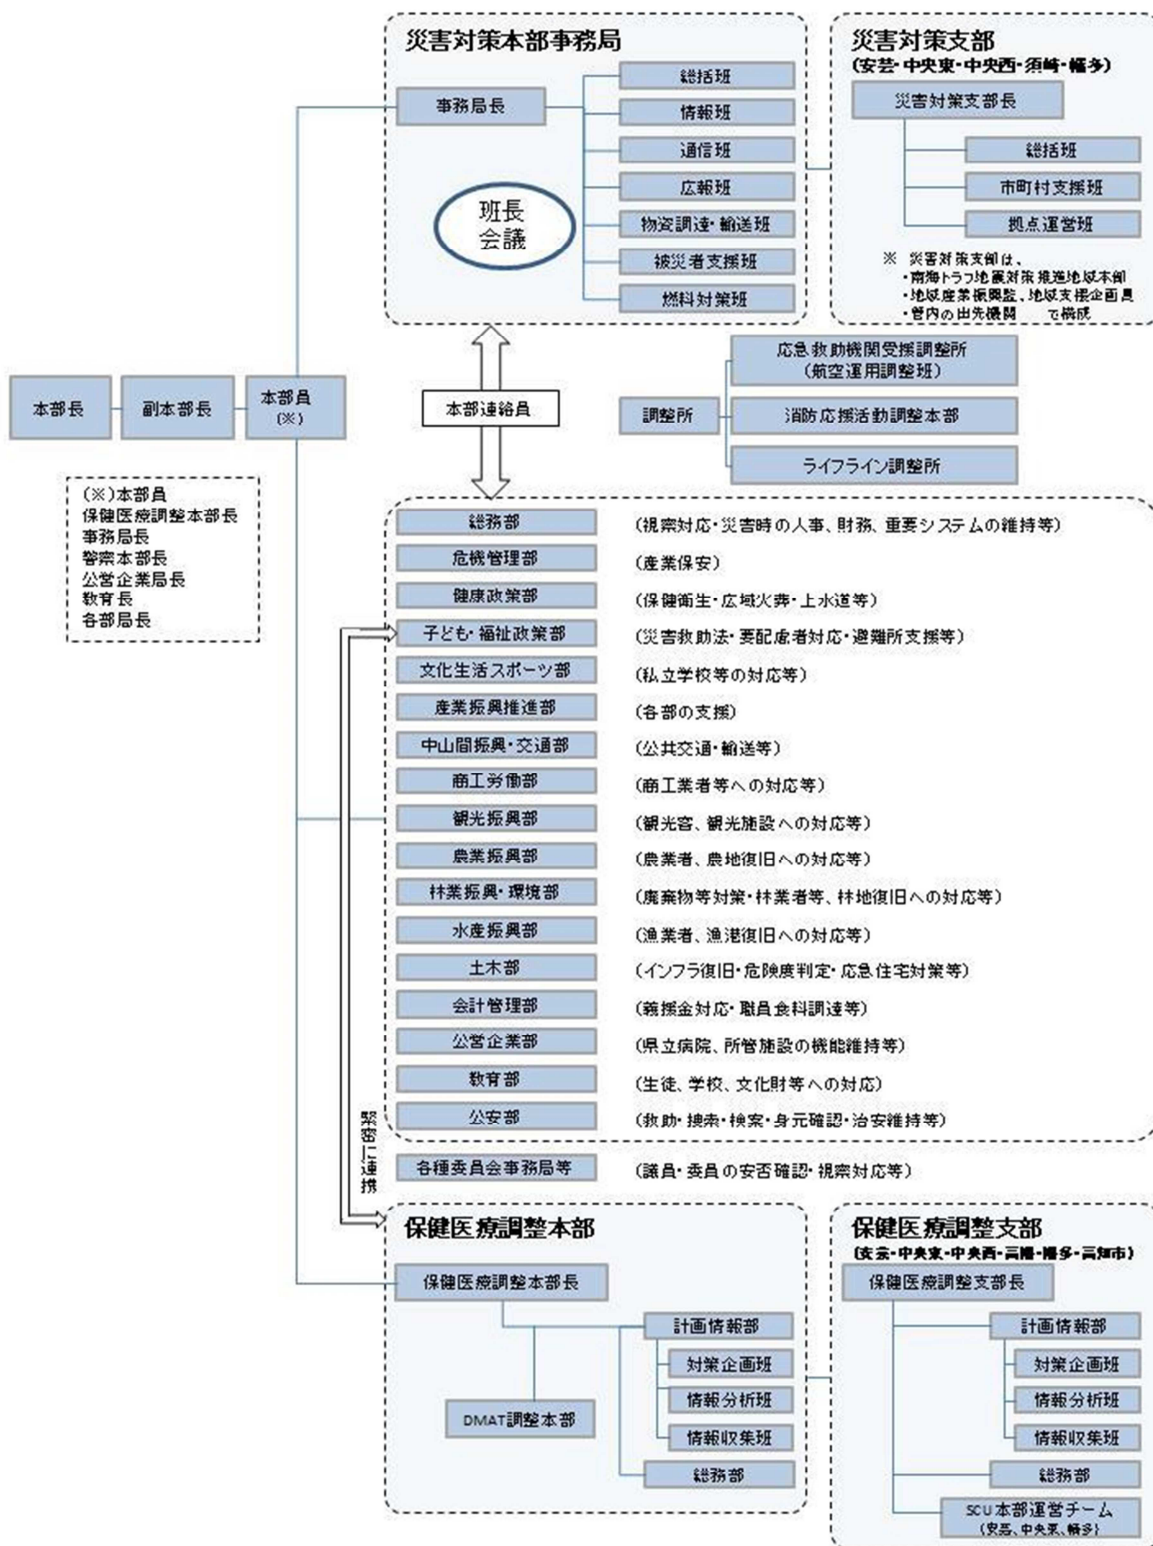 災害対策本部事務局
事務局長
総括班
情報班
通信班
広報班
物資調達・輸送班
被災者支援班
燃料対策班
班長
会議
災害対策支部
(安芸・中央東・中央西・須崎・幡多)
災害対策支部長
総括班
市町村支援班
拠点運営班
※ 災害対策支部は、
・南海トラフ地震対策推進地域本部
・地域産業振興監、地域支援企画員
・管内の出先機関 で構成
本部長
副本部長
本部員
(※)
本部連絡員
調整所
応急救助機関受援調整所
(航空運用調整班)
消防応援活動調整本部
ライフライン調整所
(※)本部員
保健医療調整本部長
事務局長
警察本部長
公営企業局長
教育長
各部局長
総務部 (視察対応・災害時の人事、財務、重要システムの維持等)
危機管理部 (産業保安)
健康政策部 (保健衛生・広域火葬・上水道等)
子ども・福祉政策部 (災害救助法・要配慮者対応・避難所支援等)
文化生活スポーツ部 (私立学校等の対応等)
産業振興推進部 (各部の支援)
中山間振興・交通部 (公共交通・輸送等)
商工労働部 (商工業者等への対応等)
観光振興部 (観光客、観光施設への対応等)
農業振興部 (農業者、農地復旧への対応等)
林業振興・環境部 (廃棄物等対策・林業者等、林地復旧への対応等)
水産振興部 (漁業者、漁港復旧への対応等)
土木部 (インフラ復旧・危険度判定・応急住宅対策等)
会計管理部 (義援金対応・職員食料調達等)
公営企業部 (県立病院、所管施設の機能維持等)
教育部 (生徒、学校、文化財等への対応)
公安部 (救助・捜索・検案・身元確認・治安維持等)
各種委員会事務局等 (議員・委員の安否確認・視察対応等)
緊密に連携
保健医療調整本部
保健医療調整本部長
計画情報部
対策企画班
情報分析班
情報収集班
DMAT調整本部
総務部
保健医療調整支部
(安芸・中央東・中央西・高幡・幡多・高知市)
保健医療調整支部長
計画情報部
対策企画班
情報分析班
情報収集班
総務部
SCU本部運営チーム
(安芸、中央東、幡多)